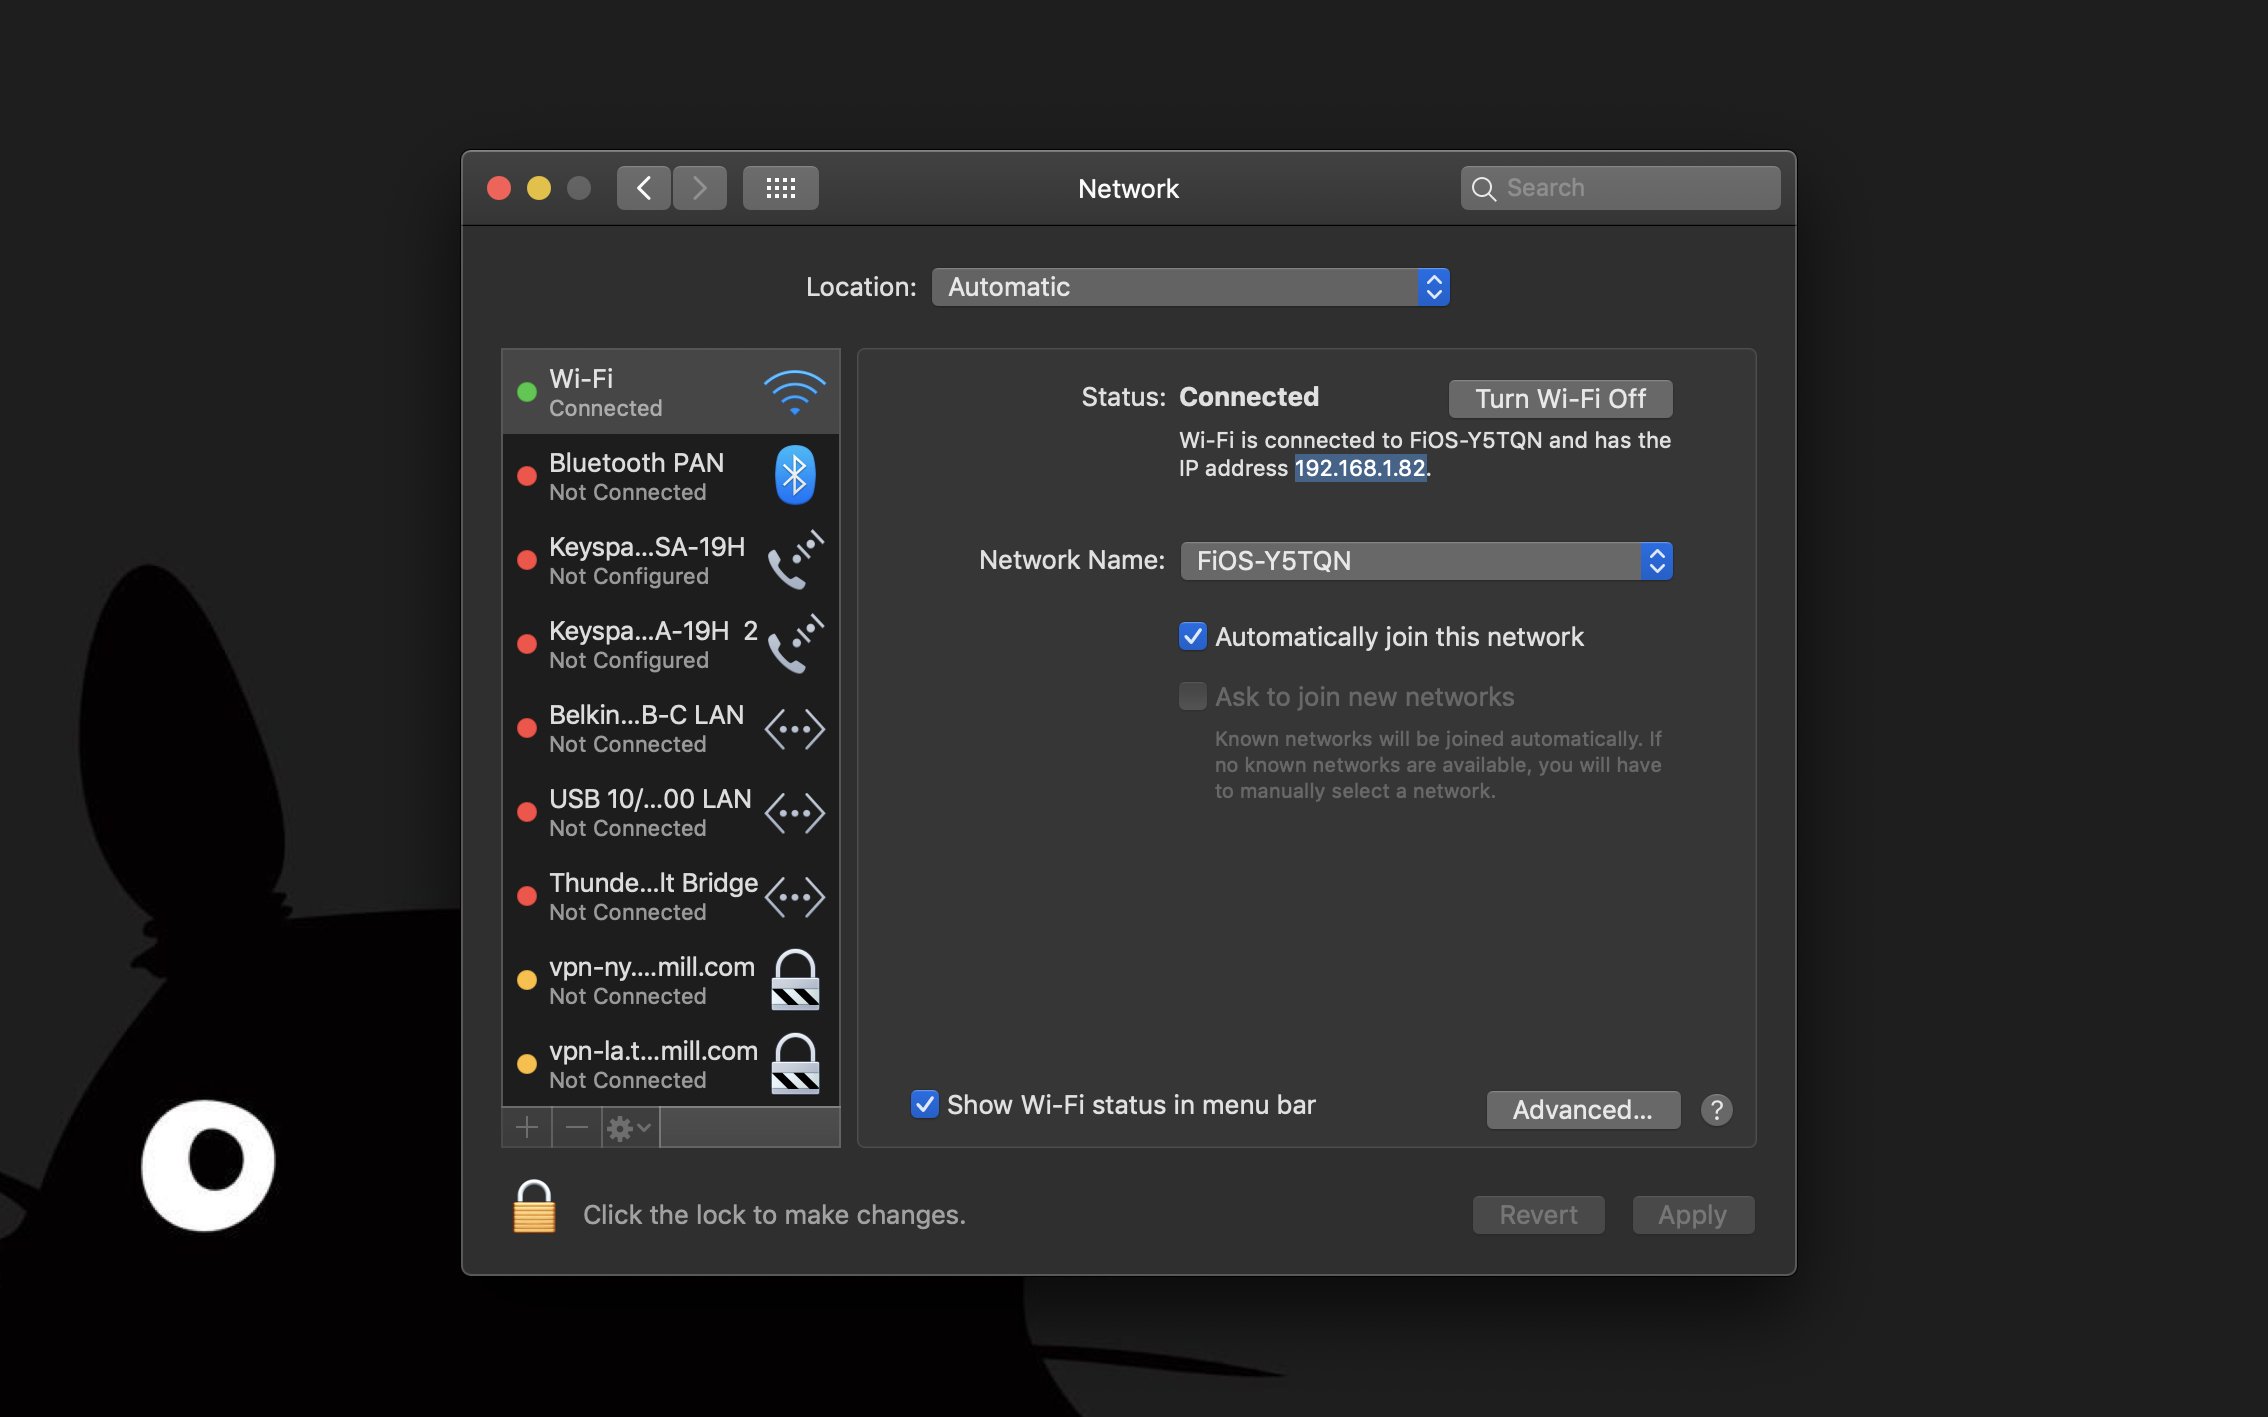 Network
Search
Location: Automatic
Wi-Fi
Connected
Bluetooth PAN
Not Connected
Keyspa...SA-19H
Not Configured
Keyspa...A-19H 2
Not Configured
Belkin...B-C LAN
Not Connected
USB 10/...00 LAN
Not Connected
Thunde...lt Bridge
Not Connected
vpn-ny....mill.com
Not Connected
vpn-la.t...mill.com
Not Connected
Status: Connected
Turn Wi-Fi Off
Wi-Fi is connected to FiOS-Y5TQN and has the
IP address 192.168.1.82.
Network Name: FiOS-Y5TQN
Automatically join this network
Ask to join new networks
Known networks will be joined automatically. If
no known networks are available, you will have
to manually select a network.
Show Wi-Fi status in menu bar
Advanced...
?
Click the lock to make changes.
Revert
Apply